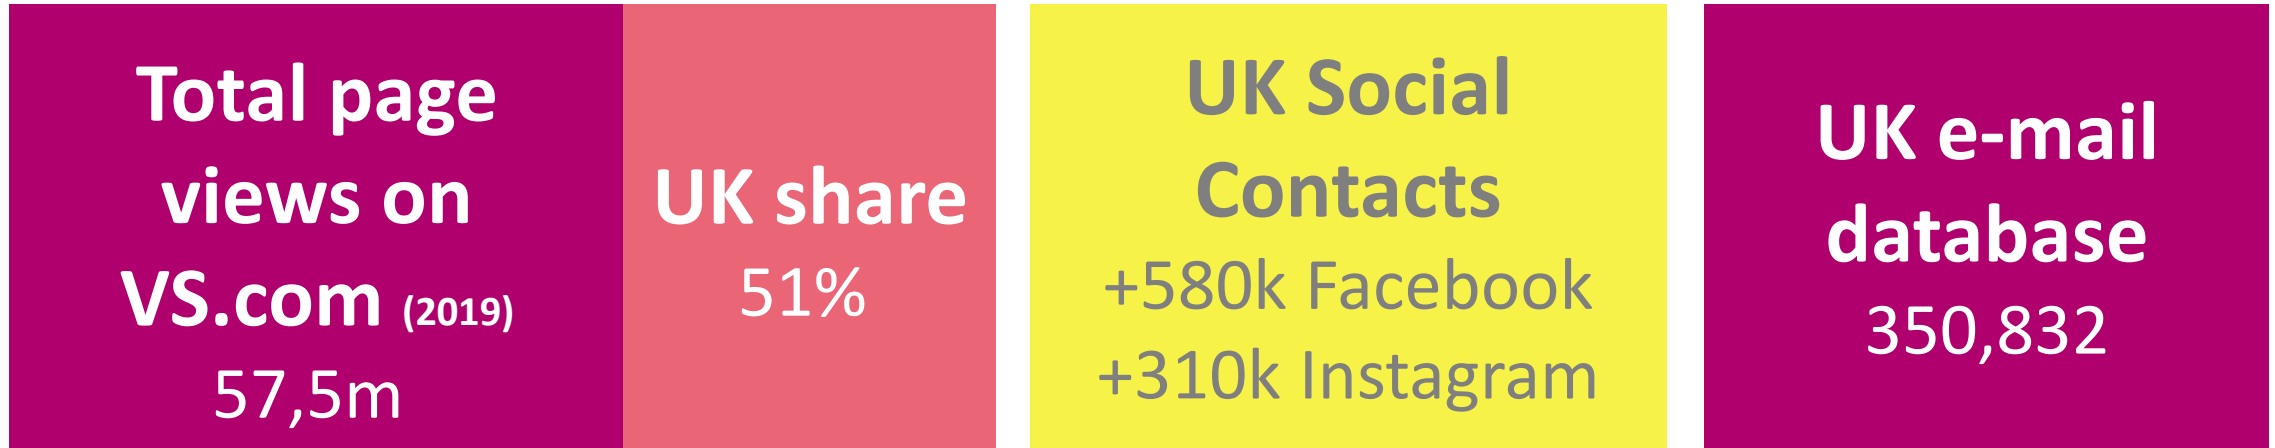 Total page
views on
VS.com (2019)
57,5m
UK share
51%
UK Social
Contacts
+580k Facebook
+310k Instagram
UK e-mail
database
350,832